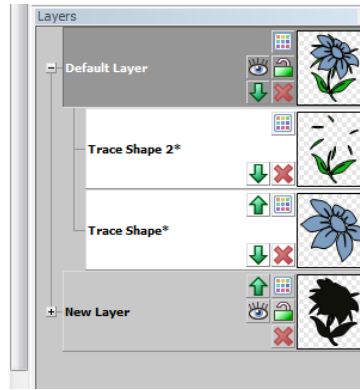 Layers
Default Layer
Trace Shape 2*
Trace Shape*
New Layer